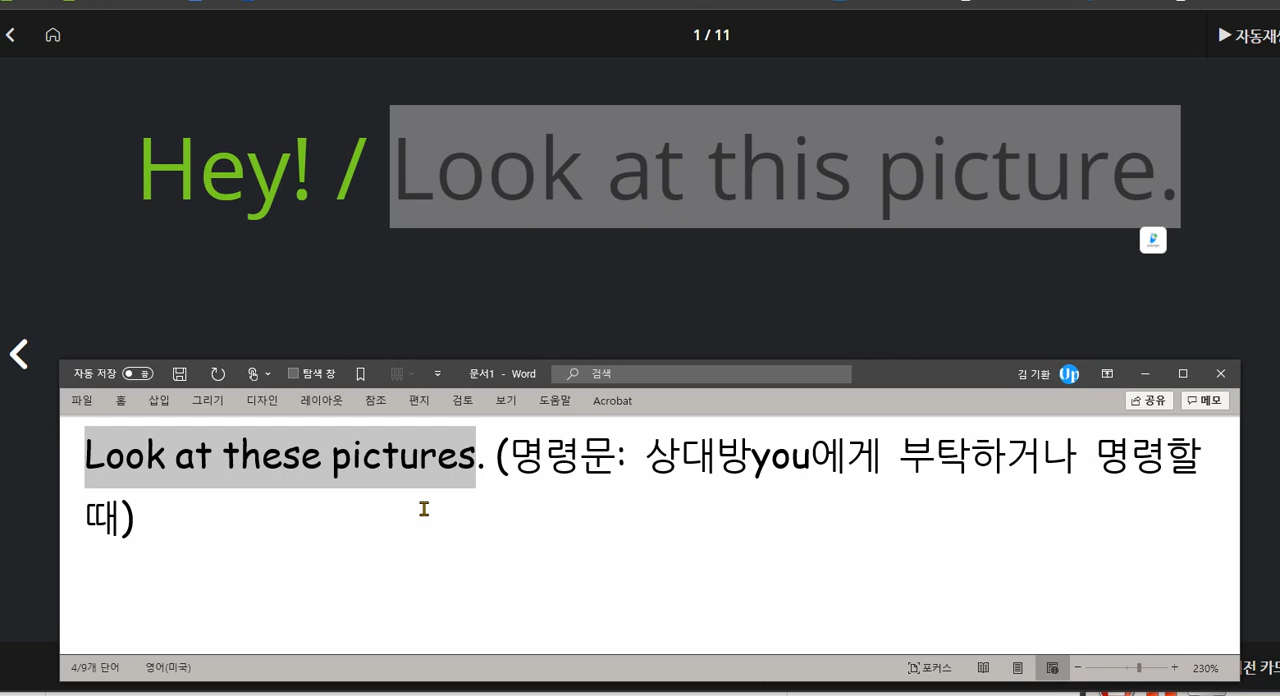 1 / 11
▶ 자동재생
Hey! / Look at this picture.
자동 저장 끔 탐색 창 문서1 - Word 검색 김 기환 Up
파일 홈 삽입 그리기 디자인 레이아웃 참조 편지 검토 보기 도움말 Acrobat 공유 메모
Look at these pictures. (명령문: 상대방you에게 부탁하거나 명령할
때)
4/9개 단어 영어(미국) 포커스 - + 230%